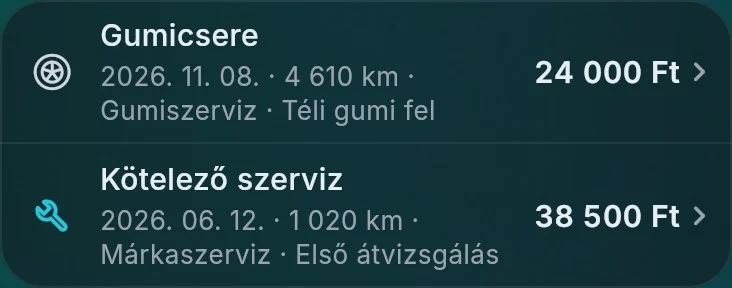 Gumicsere
2026. 11. 08. · 4 610 km ·
Gumiszerviz · Téli gumi fel
24 000 Ft
Kötelező szerviz
2026. 06. 12. · 1 020 km ·
Márkaszerviz · Első átvizsgálás
38 500 Ft